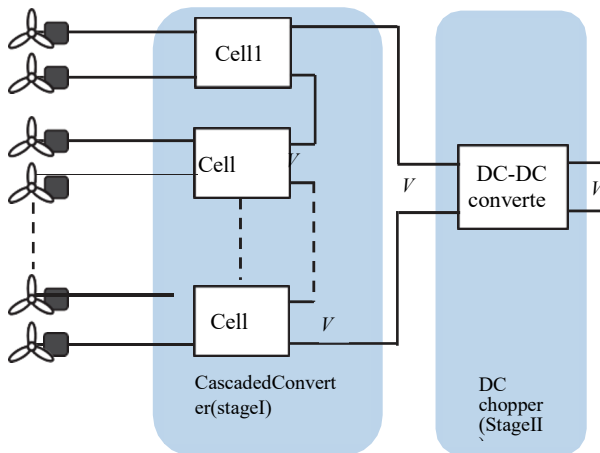 Cell1
Cell
V
V
DC-DC
converte
V
Cell
V
CascadedConvert
er(stageI)
DC
chopper
(StageII
)